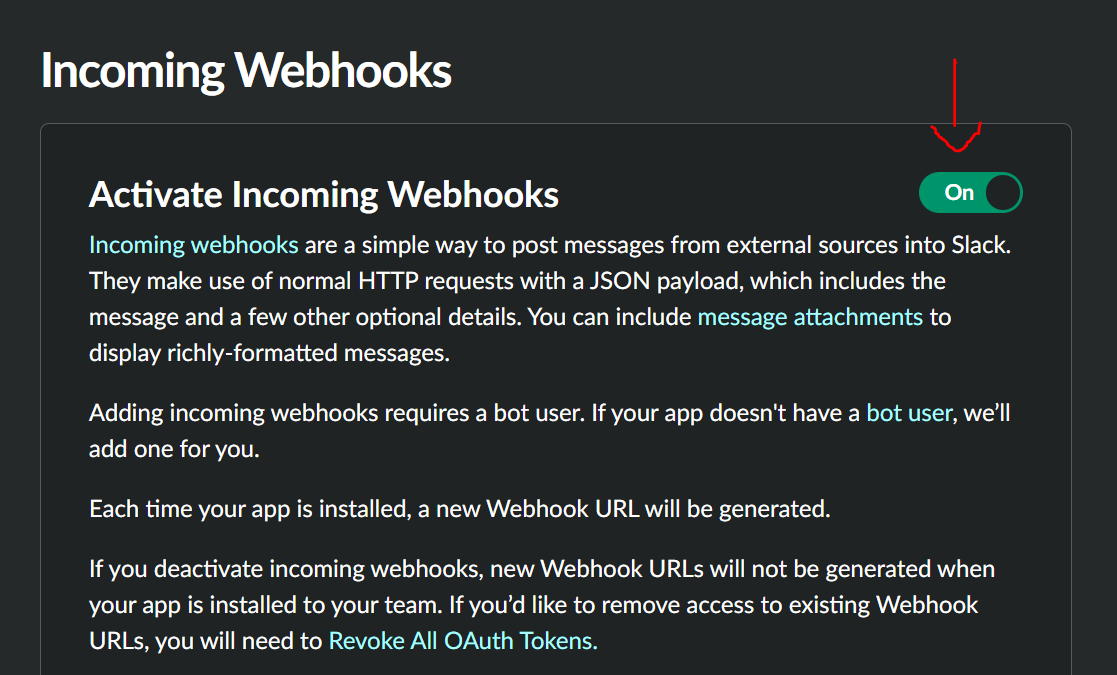 Incoming Webhooks
Activate Incoming Webhooks
On
Incoming webhooks are a simple way to post messages from external sources into Slack.
They make use of normal HTTP requests with a JSON payload, which includes the
message and a few other optional details. You can include message attachments to
display richly-formatted messages.
Adding incoming webhooks requires a bot user. If your app doesn't have a bot user, we’ll
add one for you.
Each time your app is installed, a new Webhook URL will be generated.
If you deactivate incoming webhooks, new Webhook URLs will not be generated when
your app is installed to your team. If you’d like to remove access to existing Webhook
URLs, you will need to Revoke All OAuth Tokens.